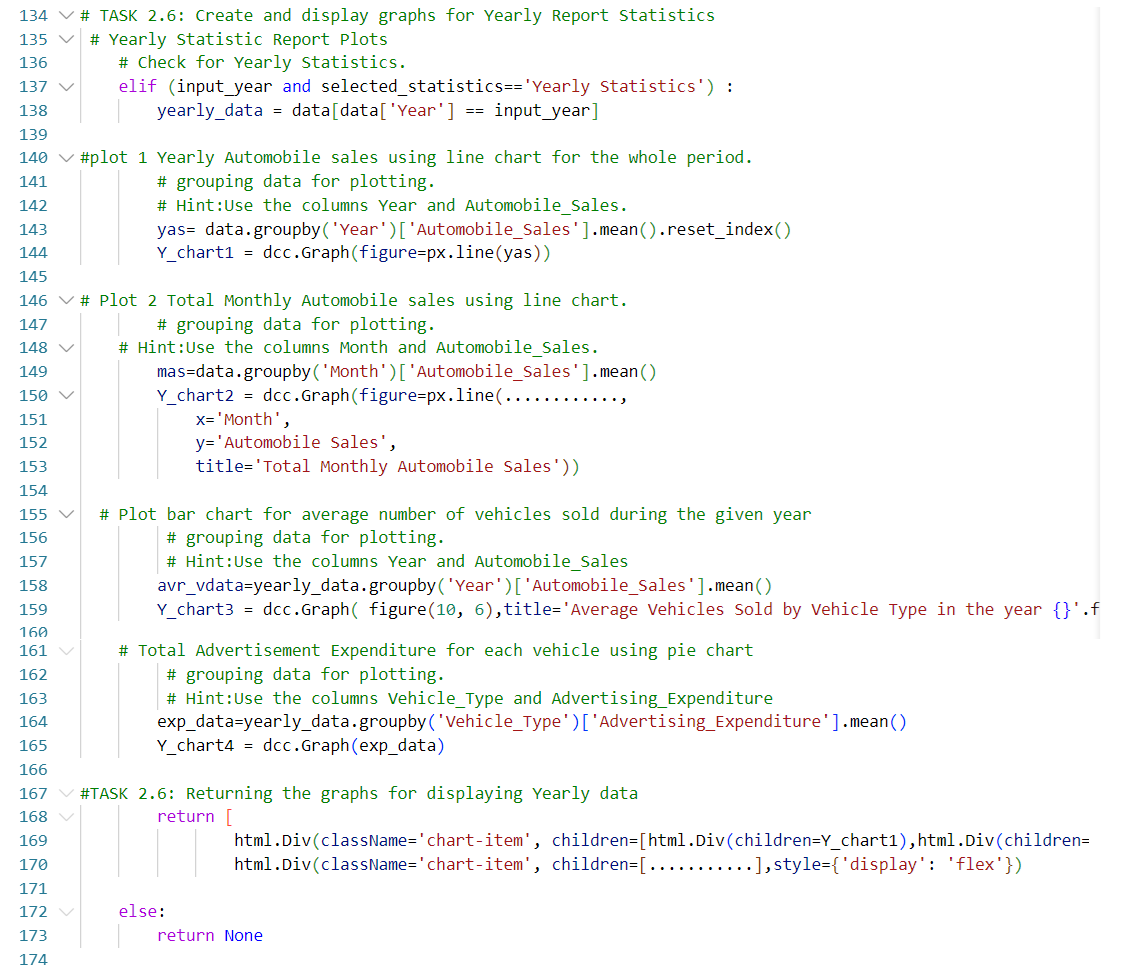 134 # TASK 2.6: Create and display graphs for Yearly Report Statistics
135 # Yearly Statistic Report Plots
136 # Check for Yearly Statistics.
137 elif (input_year and selected_statistics=='Yearly Statistics') :
138 yearly_data = data[data['Year'] == input_year]
139
140 #plot 1 Yearly Automobile sales using line chart for the whole period.
141 # grouping data for plotting.
142 # Hint:Use the columns Year and Automobile_Sales.
143 yas= data.groupby('Year')['Automobile_Sales'].mean().reset_index()
144 Y_chart1 = dcc.Graph(figure=px.line(yas))
145
146 # Plot 2 Total Monthly Automobile sales using line chart.
147 # grouping data for plotting.
148 # Hint:Use the columns Month and Automobile_Sales.
149 mas=data.groupby('Month')['Automobile_Sales'].mean()
150 Y_chart2 = dcc.Graph(figure=px.line(............,
151 x='Month',
152 y='Automobile Sales',
153 title='Total Monthly Automobile Sales'))
154
155 # Plot bar chart for average number of vehicles sold during the given year
156 # grouping data for plotting.
157 # Hint:Use the columns Year and Automobile_Sales
158 avr_vdata=yearly_data.groupby('Year')['Automobile_Sales'].mean()
159 Y_chart3 = dcc.Graph( figure(10, 6),title='Average Vehicles Sold by Vehicle Type in the year {}'.f
160
161 # Total Advertisement Expenditure for each vehicle using pie chart
162 # grouping data for plotting.
163 # Hint:Use the columns Vehicle_Type and Advertising_Expenditure
164 exp_data=yearly_data.groupby('Vehicle_Type')['Advertising_Expenditure'].mean()
165 Y_chart4 = dcc.Graph(exp_data)
166
167 #TASK 2.6: Returning the graphs for displaying Yearly data
168 return [
169 html.Div(className='chart-item', children=[html.Div(children=Y_chart1),html.Div(children=
170 html.Div(className='chart-item', children=[...........],style={'display': 'flex'})
171
172 else:
173 return None
174